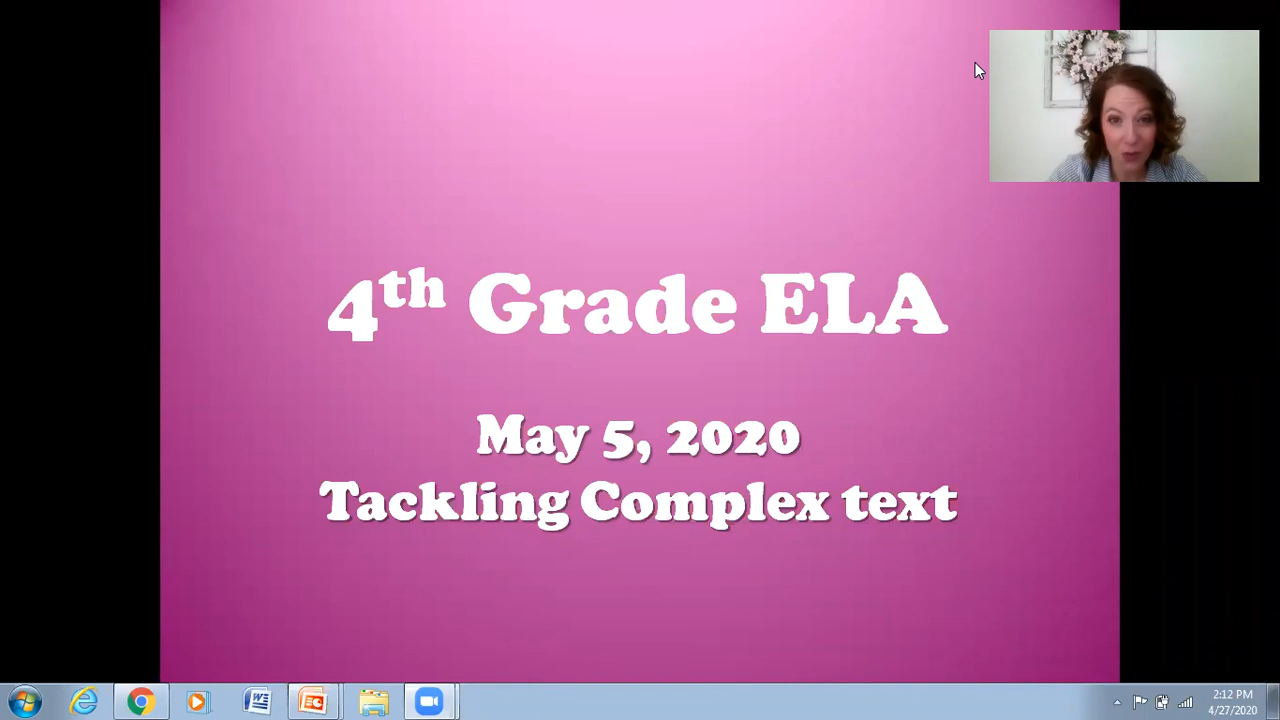 4th Grade ELA
May 5, 2020
Tackling Complex text
2:12 PM
4/27/2020